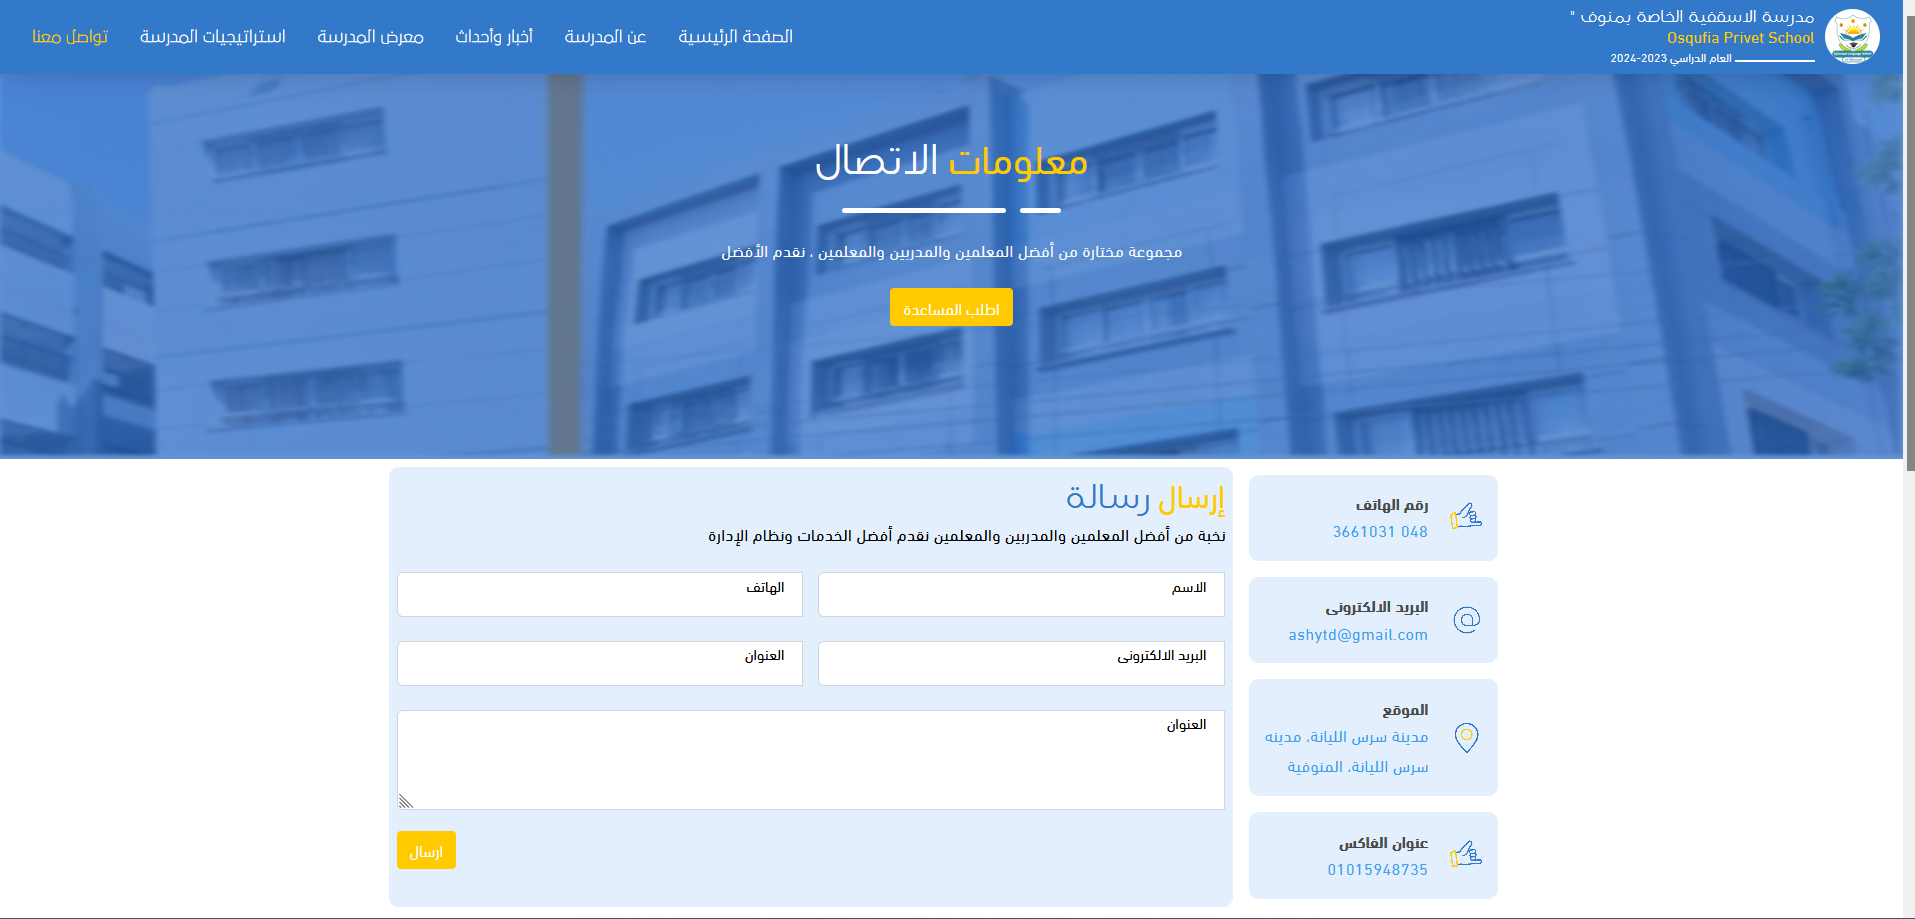 مدرسة الاسقفية الخاصة بمنوف "
Osqufia Privet School
العام الدراسي 2023-2024
الصفحة الرئيسية
عن المدرسة
أخبار وأحداث
معرض المدرسة
استراتيجيات المدرسة
تواصل معنا
معلومات الاتصال
مجموعة مختارة من أفضل المعلمين والمدربين والمعلمين ، نقدم الأفضل
اطلب المساعدة
رقم الهاتف
048 3661031
البريد الالكترونى
ashytd@gmail.com
الموقع
مدينة سرس الليانة، مدينه
سرس الليانة، المنوفية
عنوان الفاكس
01015948735
إرسال رسالة
نخبة من أفضل المعلمين والمدربين والمعلمين نقدم أفضل الخدمات ونظام الإدارة
الاسم
الهاتف
البريد الالكترونى
العنوان
العنوان
ارسال